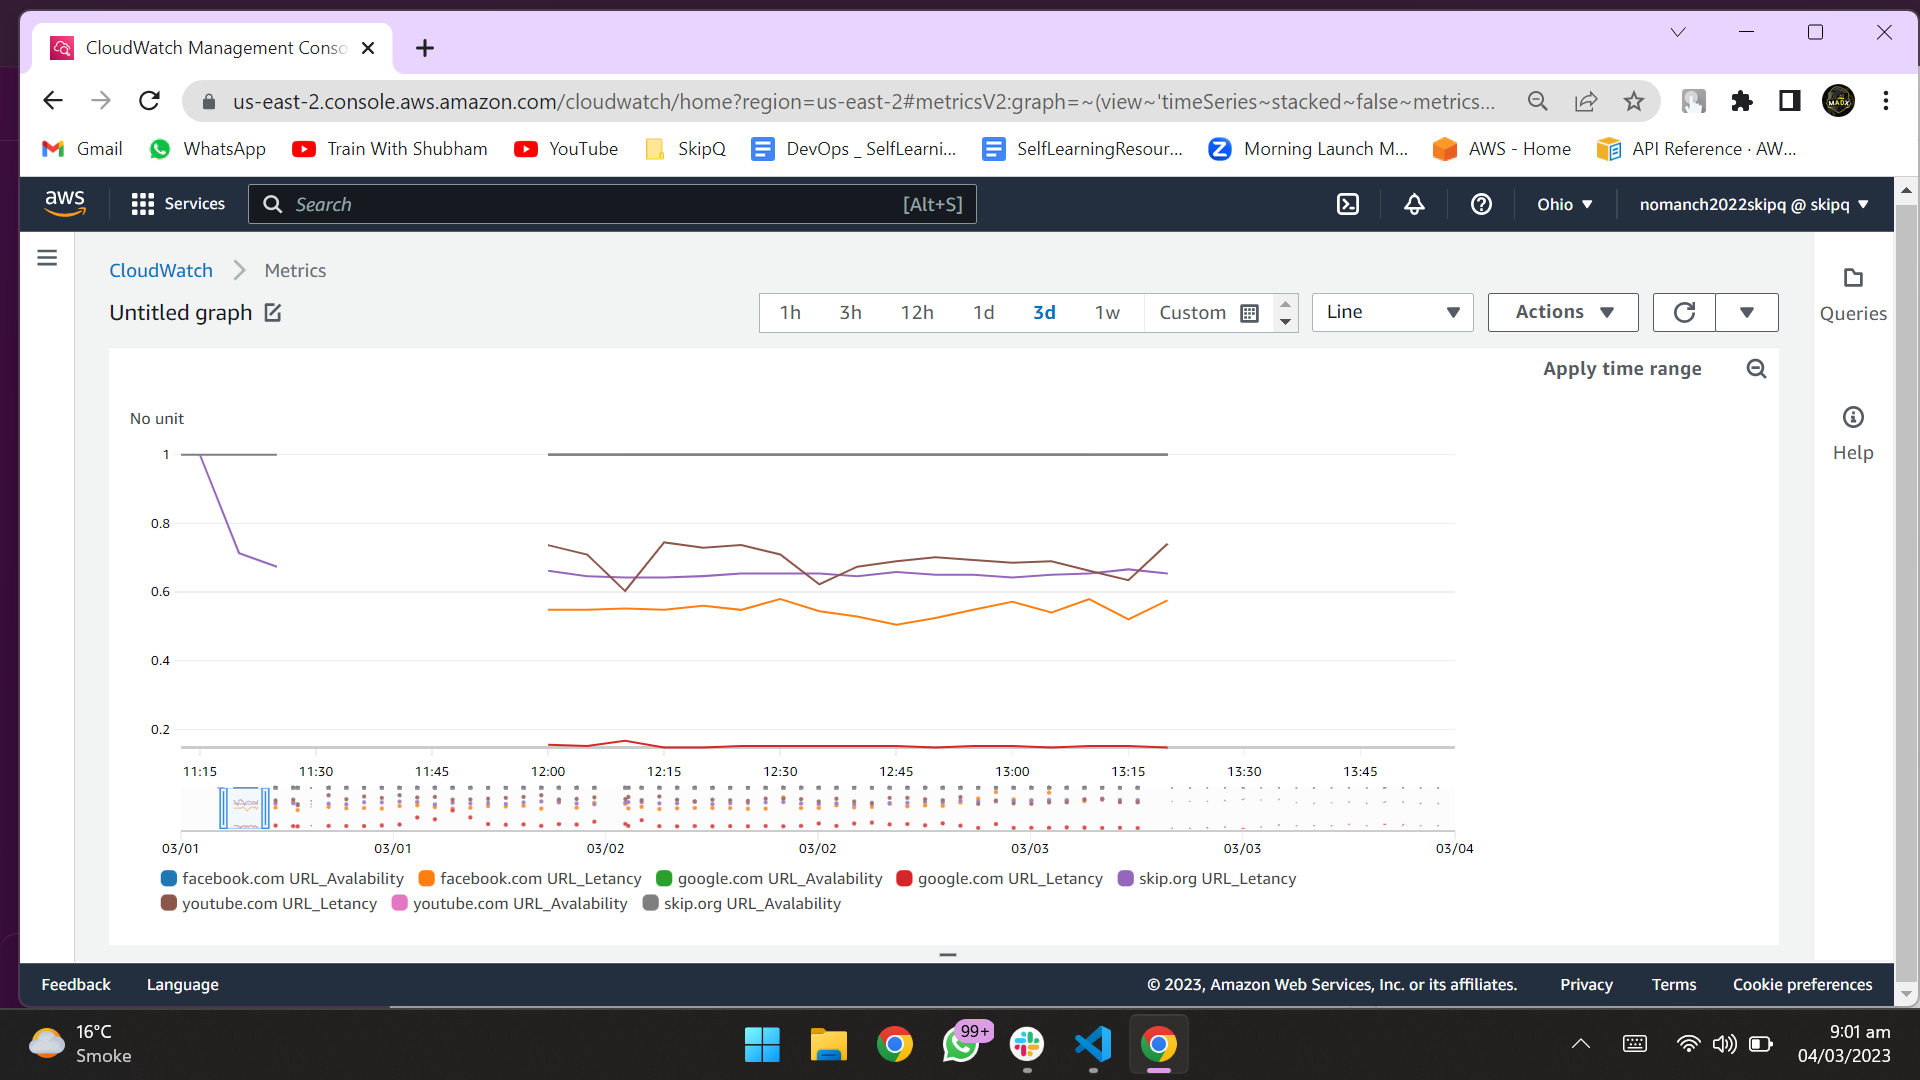 CloudWatch Management Conso
us-east-2.console.aws.amazon.com/cloudwatch/home?region=us-east-2#metricsV2:graph=~(view~'timeSeries~stacked~false~metrics...
Gmail WhatsApp Train With Shubham YouTube SkipQ DevOps _ SelfLearni... SelfLearningResour... Morning Launch M... AWS - Home API Reference · AW...
aws Services Search [Alt+S] Ohio nomanch2022skipq @ skipq
CloudWatch Metrics
Untitled graph 1h 3h 12h 1d 3d 1w Custom Line Actions
Queries
Apply time range
Help
No unit
1
0.8
0.6
0.4
0.2
11:15 11:30 11:45 12:00 12:15 12:30 12:45 13:00 13:15 13:30 13:45
03/01 03/01 03/02 03/02 03/03 03/03 03/04
facebook.com URL_Avalability facebook.com URL_Letancy google.com URL_Avalability google.com URL_Letancy skip.org URL_Letancy
youtube.com URL_Letancy youtube.com URL_Avalability skip.org URL_Avalability
Feedback Language © 2023, Amazon Web Services, Inc. or its affiliates. Privacy Terms Cookie preferences
16°C
Smoke
99+
9:01 am
04/03/2023